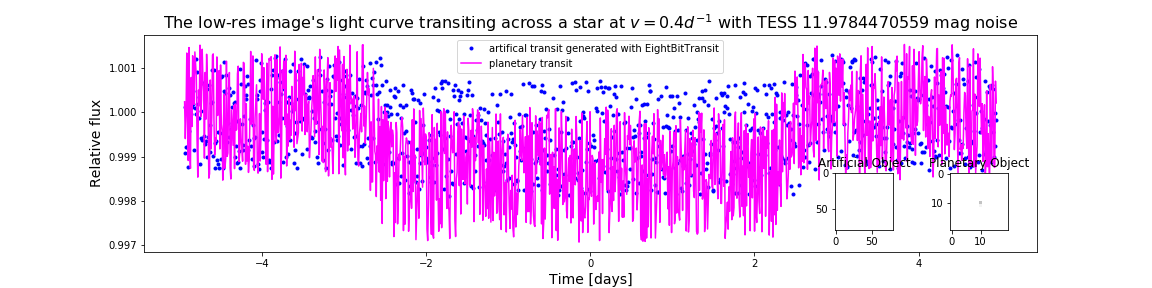 The low-res image's light curve transiting across a star at v = 0.4d⁻¹ with TESS 11.9784470559 mag noise
artifical transit generated with EightBitTransit
planetary transit
Relative flux
1.001
1.000
0.999
0.998
0.997
Artificial Object
0
50
0 50
Planetary Object
0
10
0 10
−4 −2 0 2 4
Time [days]